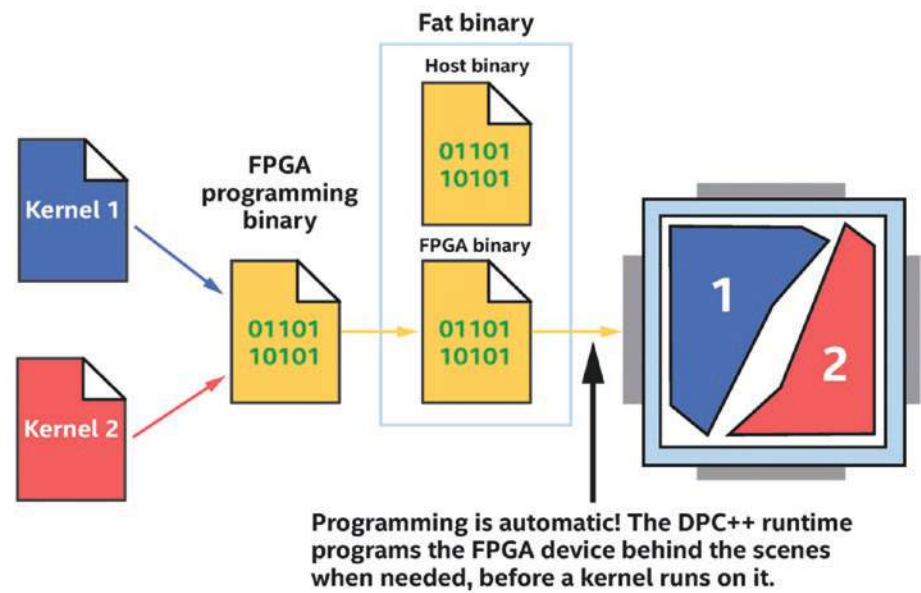 Fat binary
Host binary
01101
10101
Kernel 1
FPGA
programming
binary
FPGA binary
01101
10101
01101
10101
Kernel 2
1
2
Programming is automatic! The DPC++ runtime
programs the FPGA device behind the scenes
when needed, before a kernel runs on it.